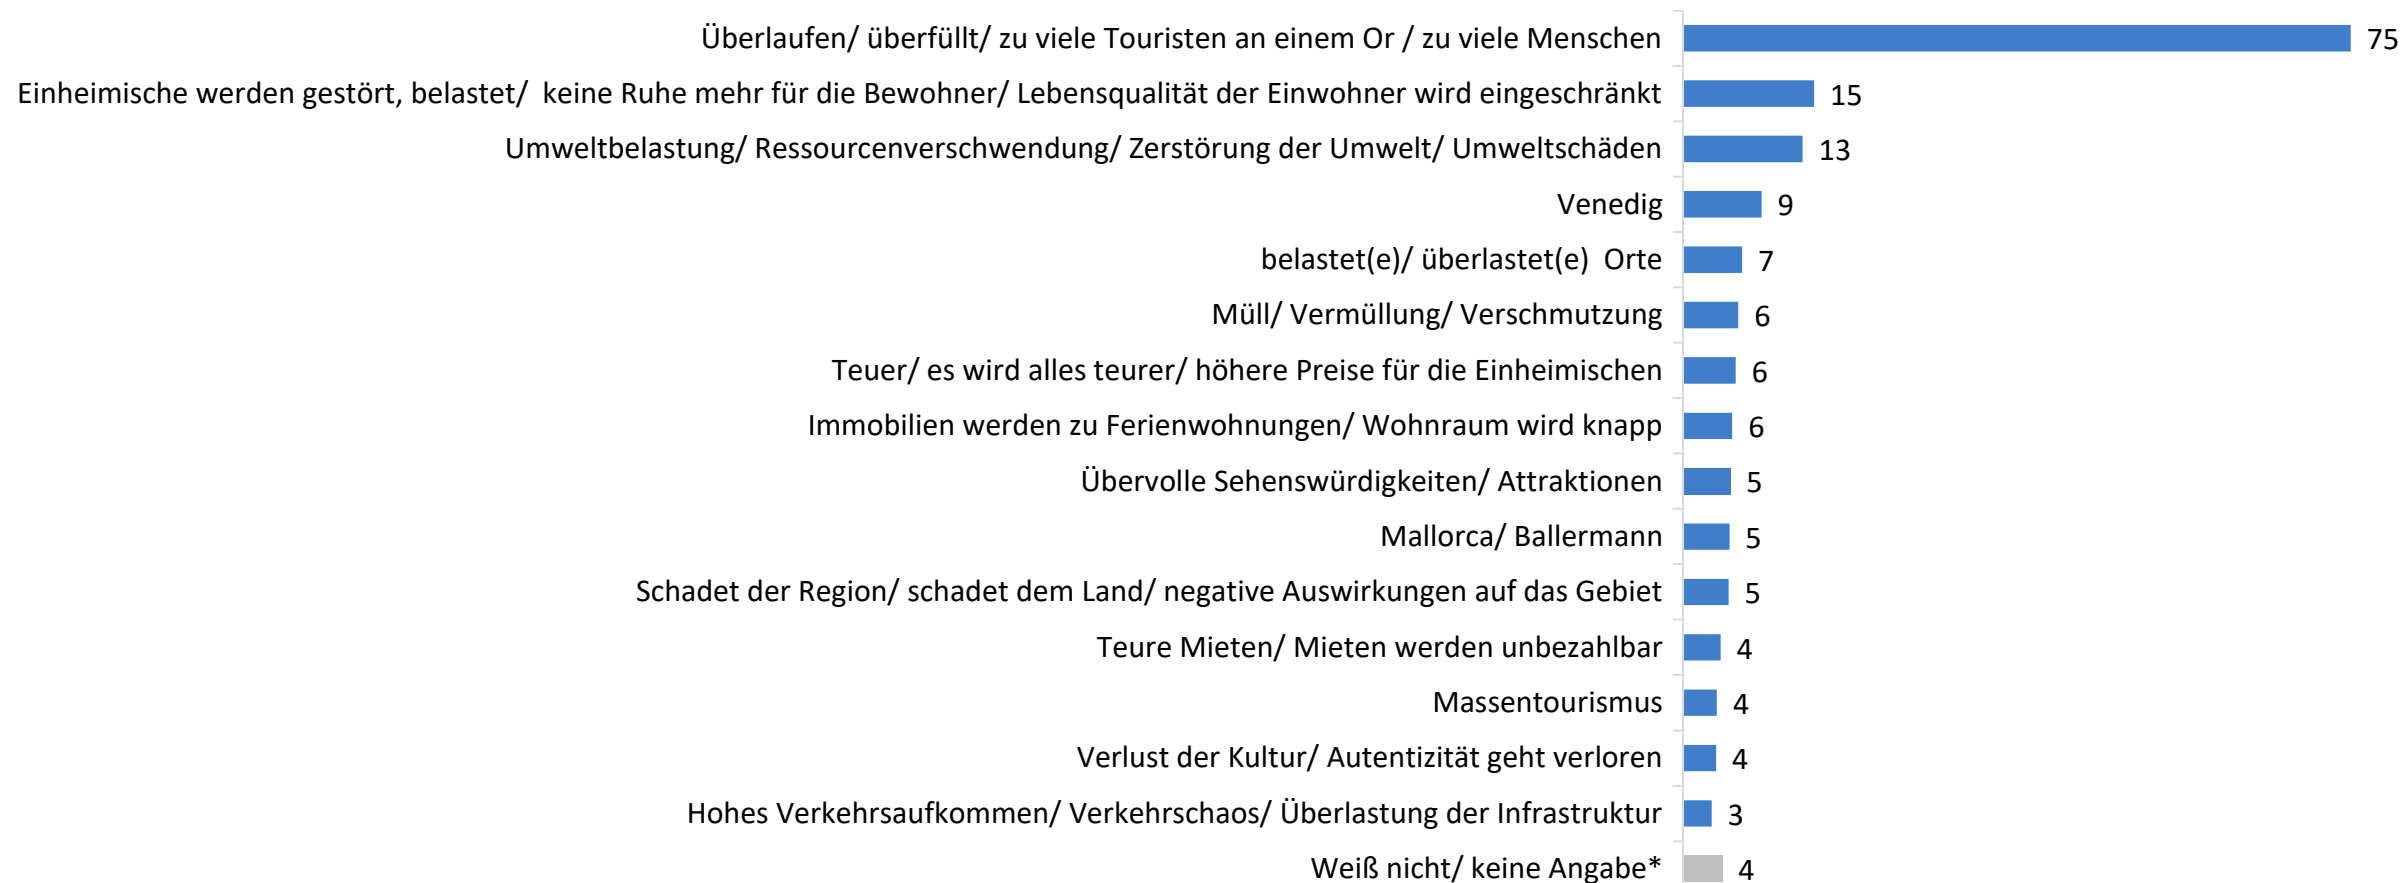 Überlaufen/ überfüllt/ zu viele Touristen an einem Or / zu viele Menschen 75
Einheimische werden gestört, belastet/  keine Ruhe mehr für die Bewohner/ Lebensqualität der Einwohner wird eingeschränkt 15
Umweltbelastung/ Ressourcenverschwendung/ Zerstörung der Umwelt/ Umweltschäden 13
Venedig 9
belastet(e)/ überlastet(e)  Orte 7
Müll/ Vermüllung/ Verschmutzung 6
Teuer/ es wird alles teurer/ höhere Preise für die Einheimischen 6
Immobilien werden zu Ferienwohnungen/ Wohnraum wird knapp 6
Übervolle Sehenswürdigkeiten/ Attraktionen 5
Mallorca/ Ballermann 5
Schadet der Region/ schadet dem Land/ negative Auswirkungen auf das Gebiet 5
Teure Mieten/ Mieten werden unbezahlbar 4
Massentourismus 4
Verlust der Kultur/ Autentizität geht verloren 4
Hohes Verkehrsaufkommen/ Verkehrschaos/ Überlastung der Infrastruktur 3
Weiß nicht/ keine Angabe* 4